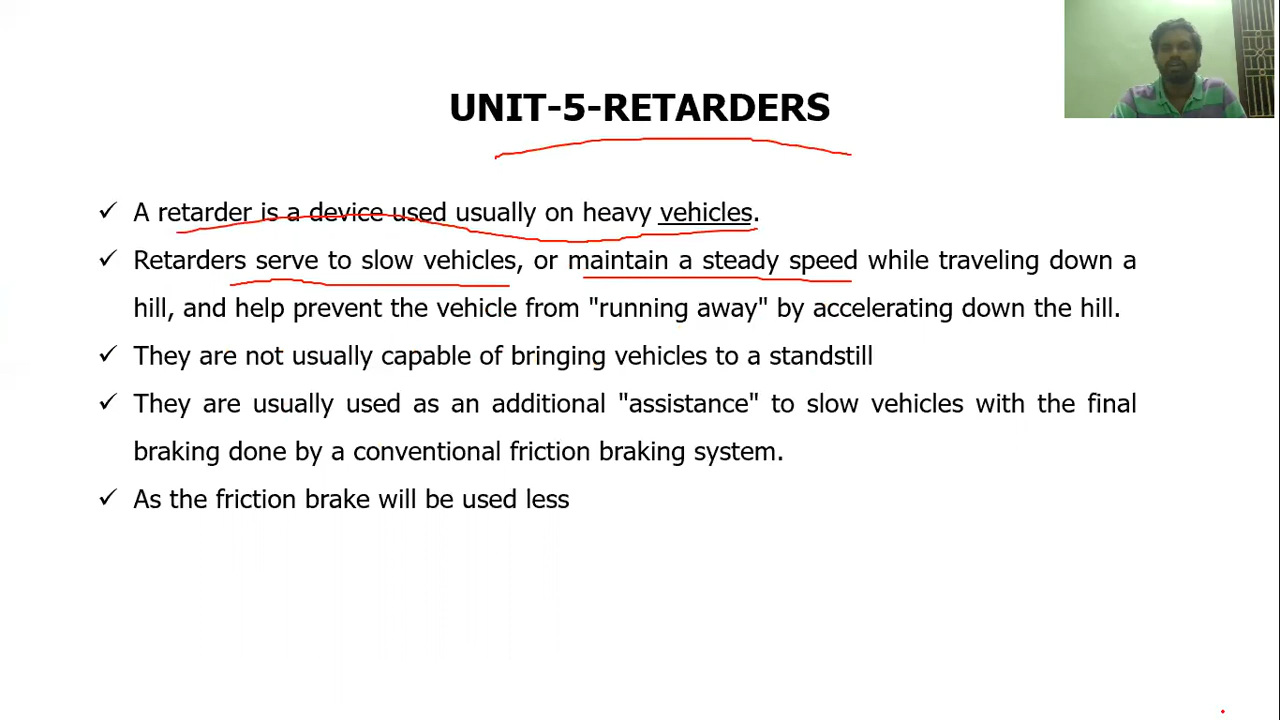 UNIT-5-RETARDERS
✓ A retarder is a device used usually on heavy vehicles.
✓ Retarders serve to slow vehicles, or maintain a steady speed while traveling down a
hill, and help prevent the vehicle from "running away" by accelerating down the hill.
✓ They are not usually capable of bringing vehicles to a standstill
✓ They are usually used as an additional "assistance" to slow vehicles with the final
braking done by a conventional friction braking system.
✓ As the friction brake will be used less